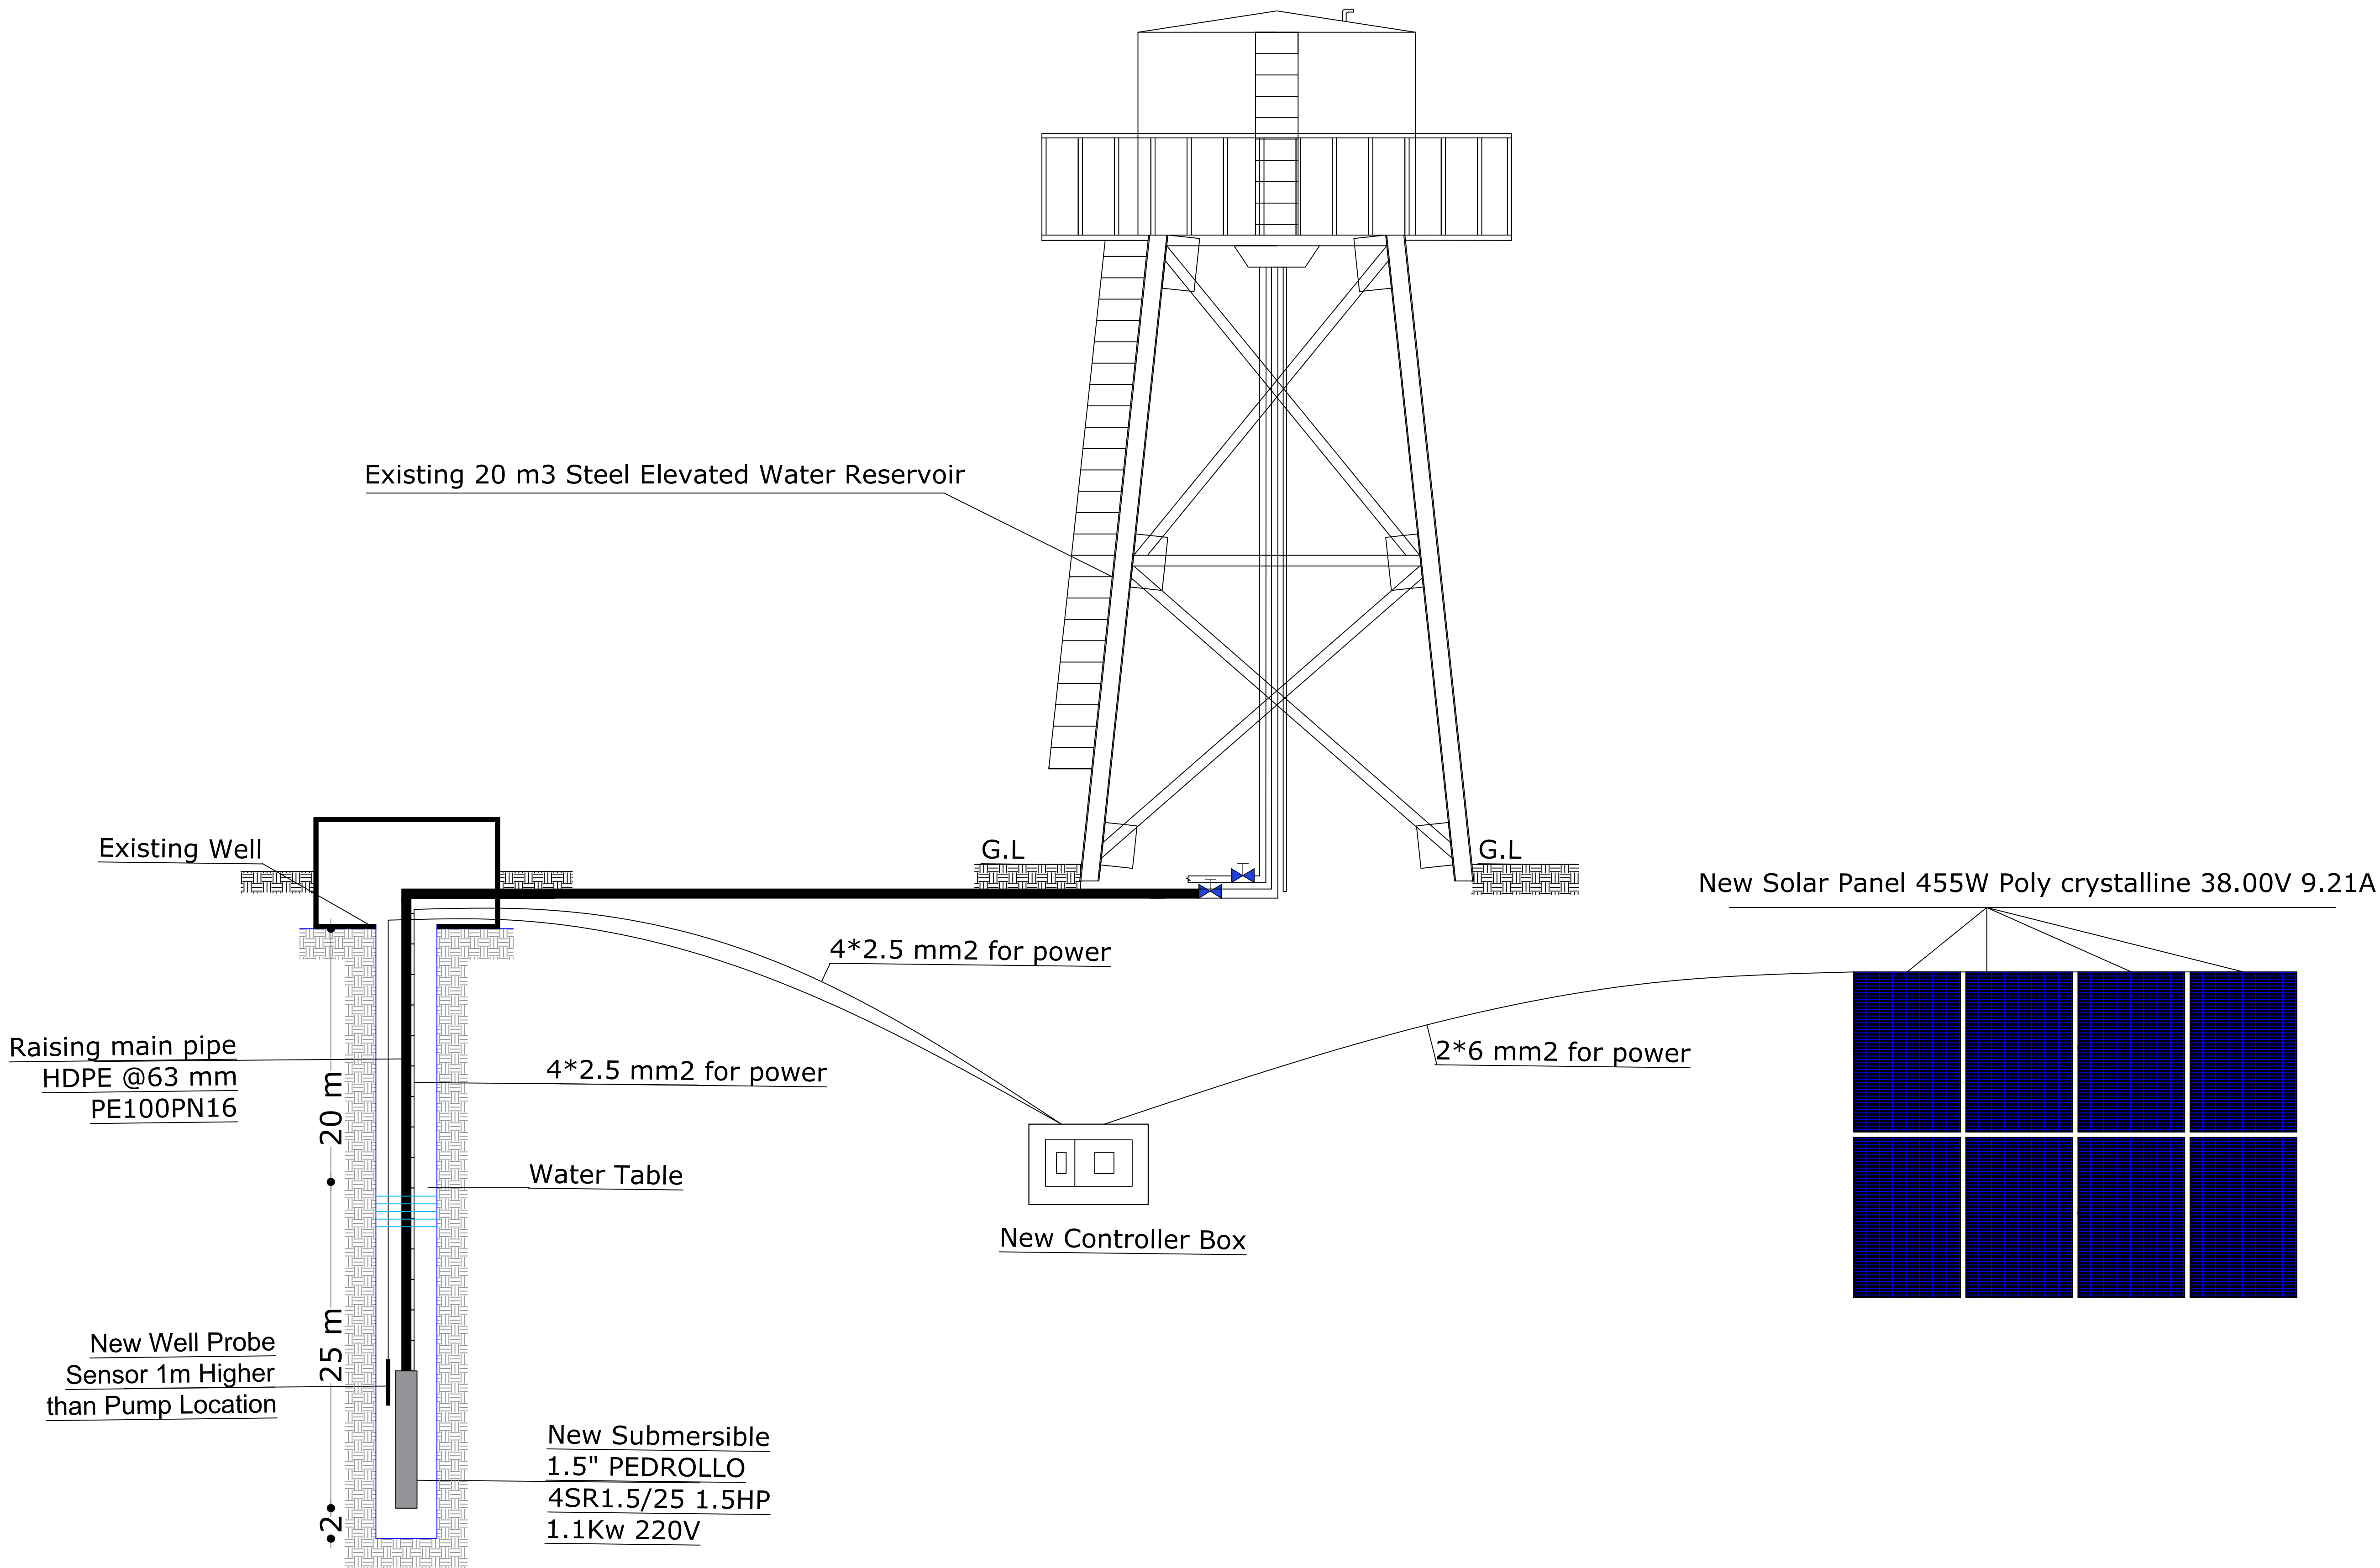 Existing 20 m3 Steel Elevated Water Reservoir
Existing Well
G.L
G.L
New Solar Panel 455W Poly crystalline 38.00V 9.21A
4*2.5 mm2 for power
Raising main pipe
HDPE @63 mm
PE100PN16
20 m
4*2.5 mm2 for power
2*6 mm2 for power
Water Table
New Controller Box
25 m
New Well Probe
Sensor 1m Higher
than Pump Location
New Submersible
1.5" PEDROLLO
4SR1.5/25 1.5HP
1.1Kw 220V
2